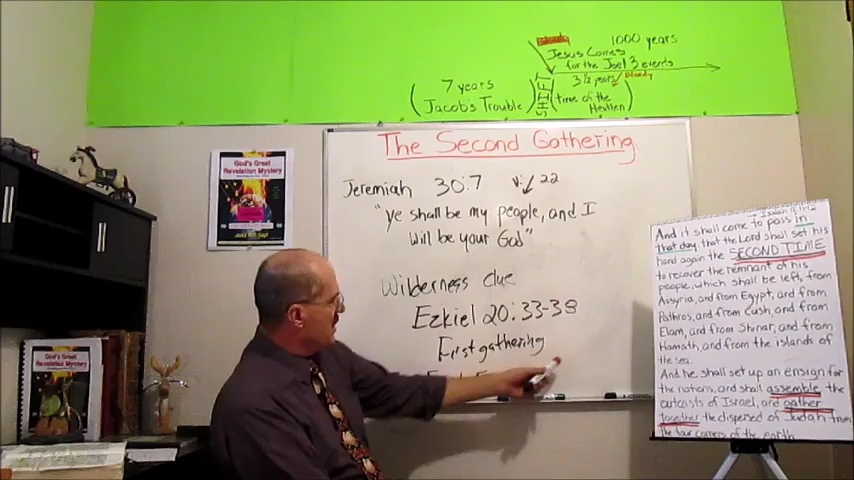 1000 years
Jesus Comes
for the Joel 3 events
7 years
(Jacob's Trouble)
SHIFT
3½ years
Bloody
(time of the
Heathen)
The Second Gathering
Jeremiah 30:7 v. 22
"ye shall be my people, and I
will be your God"
Wilderness clue
Ezkiel 20:33-38
First gathering
God's Great
Revelation Mystery
God's Great
Revelation Mystery
Isaiah 11:11-12
And it shall come to pass in
that day, that the Lord shall set his
hand again the SECOND TIME
to recover the remnant of his
people, which shall be left, from
Assyria, and from Egypt, and from
Pathros, and from Cush, and from
Elam, and from Shinar, and from
Hamath, and from the islands of
the sea.
And he shall set up an ensign for
the nations, and shall assemble the
outcasts of Israel, and gather
together the dispersed of Judah from
the four corners of the earth